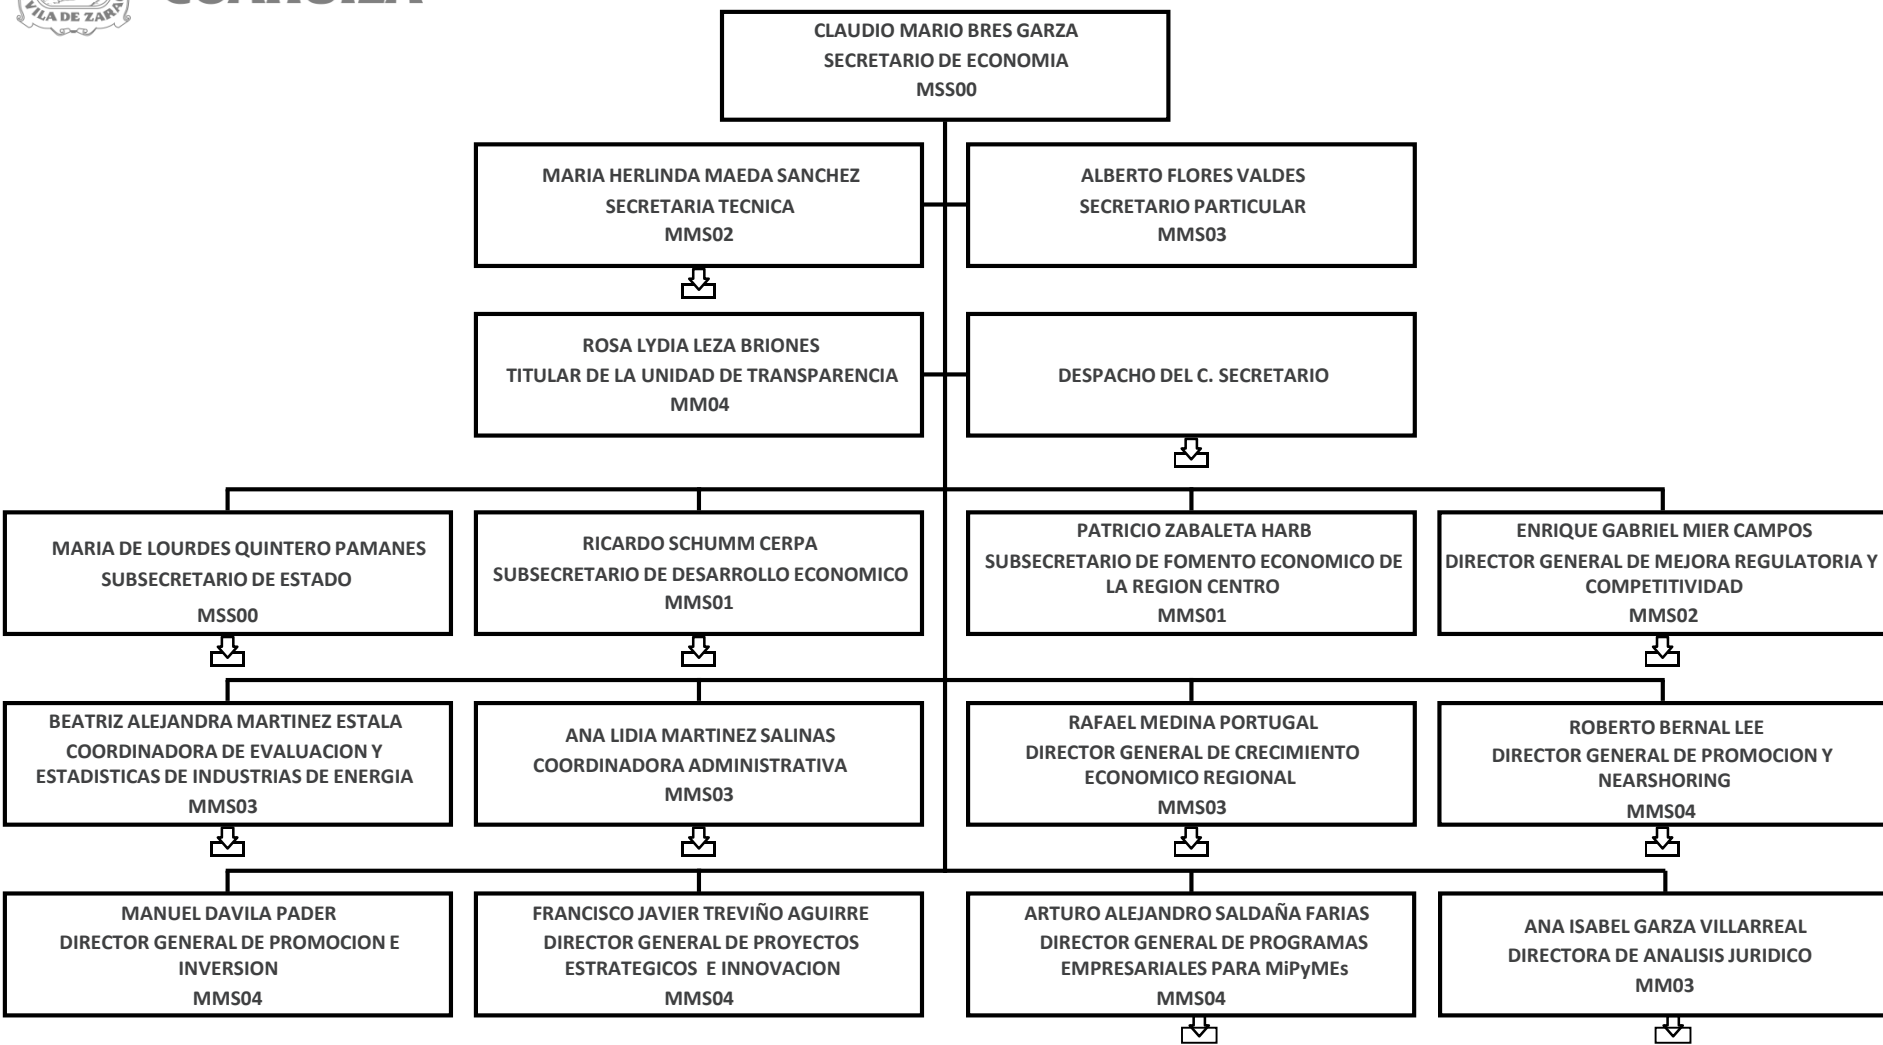 VILA DE ZARA
CLAUDIO MARIO BRES GARZA
SECRETARIO DE ECONOMIA
MSS00
MARIA HERLINDA MAEDA SANCHEZ
SECRETARIA TECNICA
MMS02
ALBERTO FLORES VALDES
SECRETARIO PARTICULAR
MMS03
ROSA LYDIA LEZA BRIONES
TITULAR DE LA UNIDAD DE TRANSPARENCIA
MM04
DESPACHO DEL C. SECRETARIO
MARIA DE LOURDES QUINTERO PAMANES
SUBSECRETARIO DE ESTADO
MSS00
RICARDO SCHUMM CERPA
SUBSECRETARIO DE DESARROLLO ECONOMICO
MMS01
PATRICIO ZABALETA HARB
SUBSECRETARIO DE FOMENTO ECONOMICO DE
LA REGION CENTRO
MMS01
ENRIQUE GABRIEL MIER CAMPOS
DIRECTOR GENERAL DE MEJORA REGULATORIA Y
COMPETITIVIDAD
MMS02
BEATRIZ ALEJANDRA MARTINEZ ESTALA
COORDINADORA DE EVALUACION Y
ESTADISTICAS DE INDUSTRIAS DE ENERGIA
MMS03
ANA LIDIA MARTINEZ SALINAS
COORDINADORA ADMINISTRATIVA
MMS03
RAFAEL MEDINA PORTUGAL
DIRECTOR GENERAL DE CRECIMIENTO
ECONOMICO REGIONAL
MMS03
ROBERTO BERNAL LEE
DIRECTOR GENERAL DE PROMOCION Y
NEARSHORING
MMS04
MANUEL DAVILA PADER
DIRECTOR GENERAL DE PROMOCION E
INVERSION
MMS04
FRANCISCO JAVIER TREVIÑO AGUIRRE
DIRECTOR GENERAL DE PROYECTOS
ESTRATEGICOS E INNOVACION
MMS04
ARTURO ALEJANDRO SALDAÑA FARIAS
DIRECTOR GENERAL DE PROGRAMAS
EMPRESARIALES PARA MiPyMEs
MMS04
ANA ISABEL GARZA VILLARREAL
DIRECTORA DE ANALISIS JURIDICO
MM03